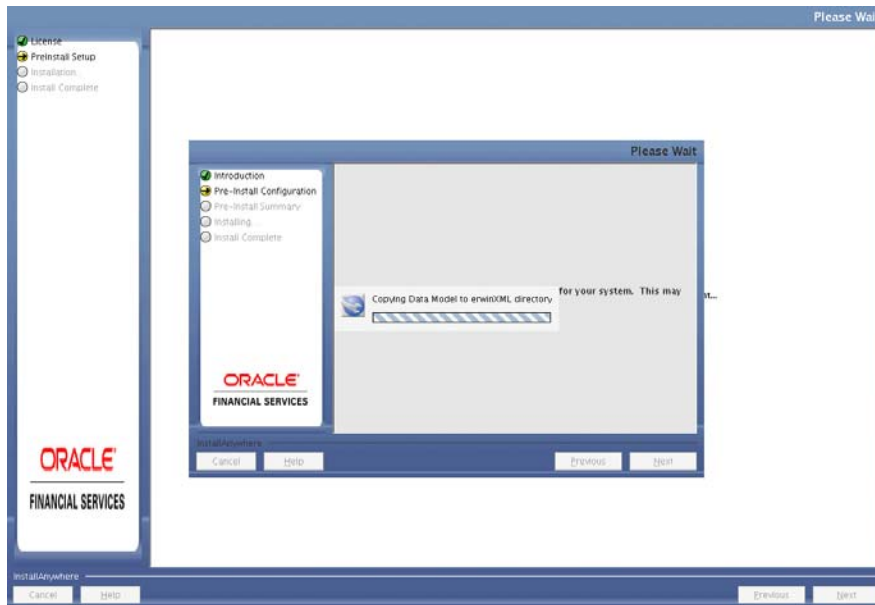 Please Wai
License
Preinstall Setup
Installation...
Install Complete
Please Wait
Introduction
Pre-Install Configuration
Pre-Install Summary
Installing...
Install Complete
Copying Data Model to erwinXML directory
for your system. This may
nt...
ORACLE
FINANCIAL SERVICES
InstallAnywhere
Cancel
Help
Previous
Next
ORACLE
FINANCIAL SERVICES
InstallAnywhere
Cancel
Help
Previous
Next